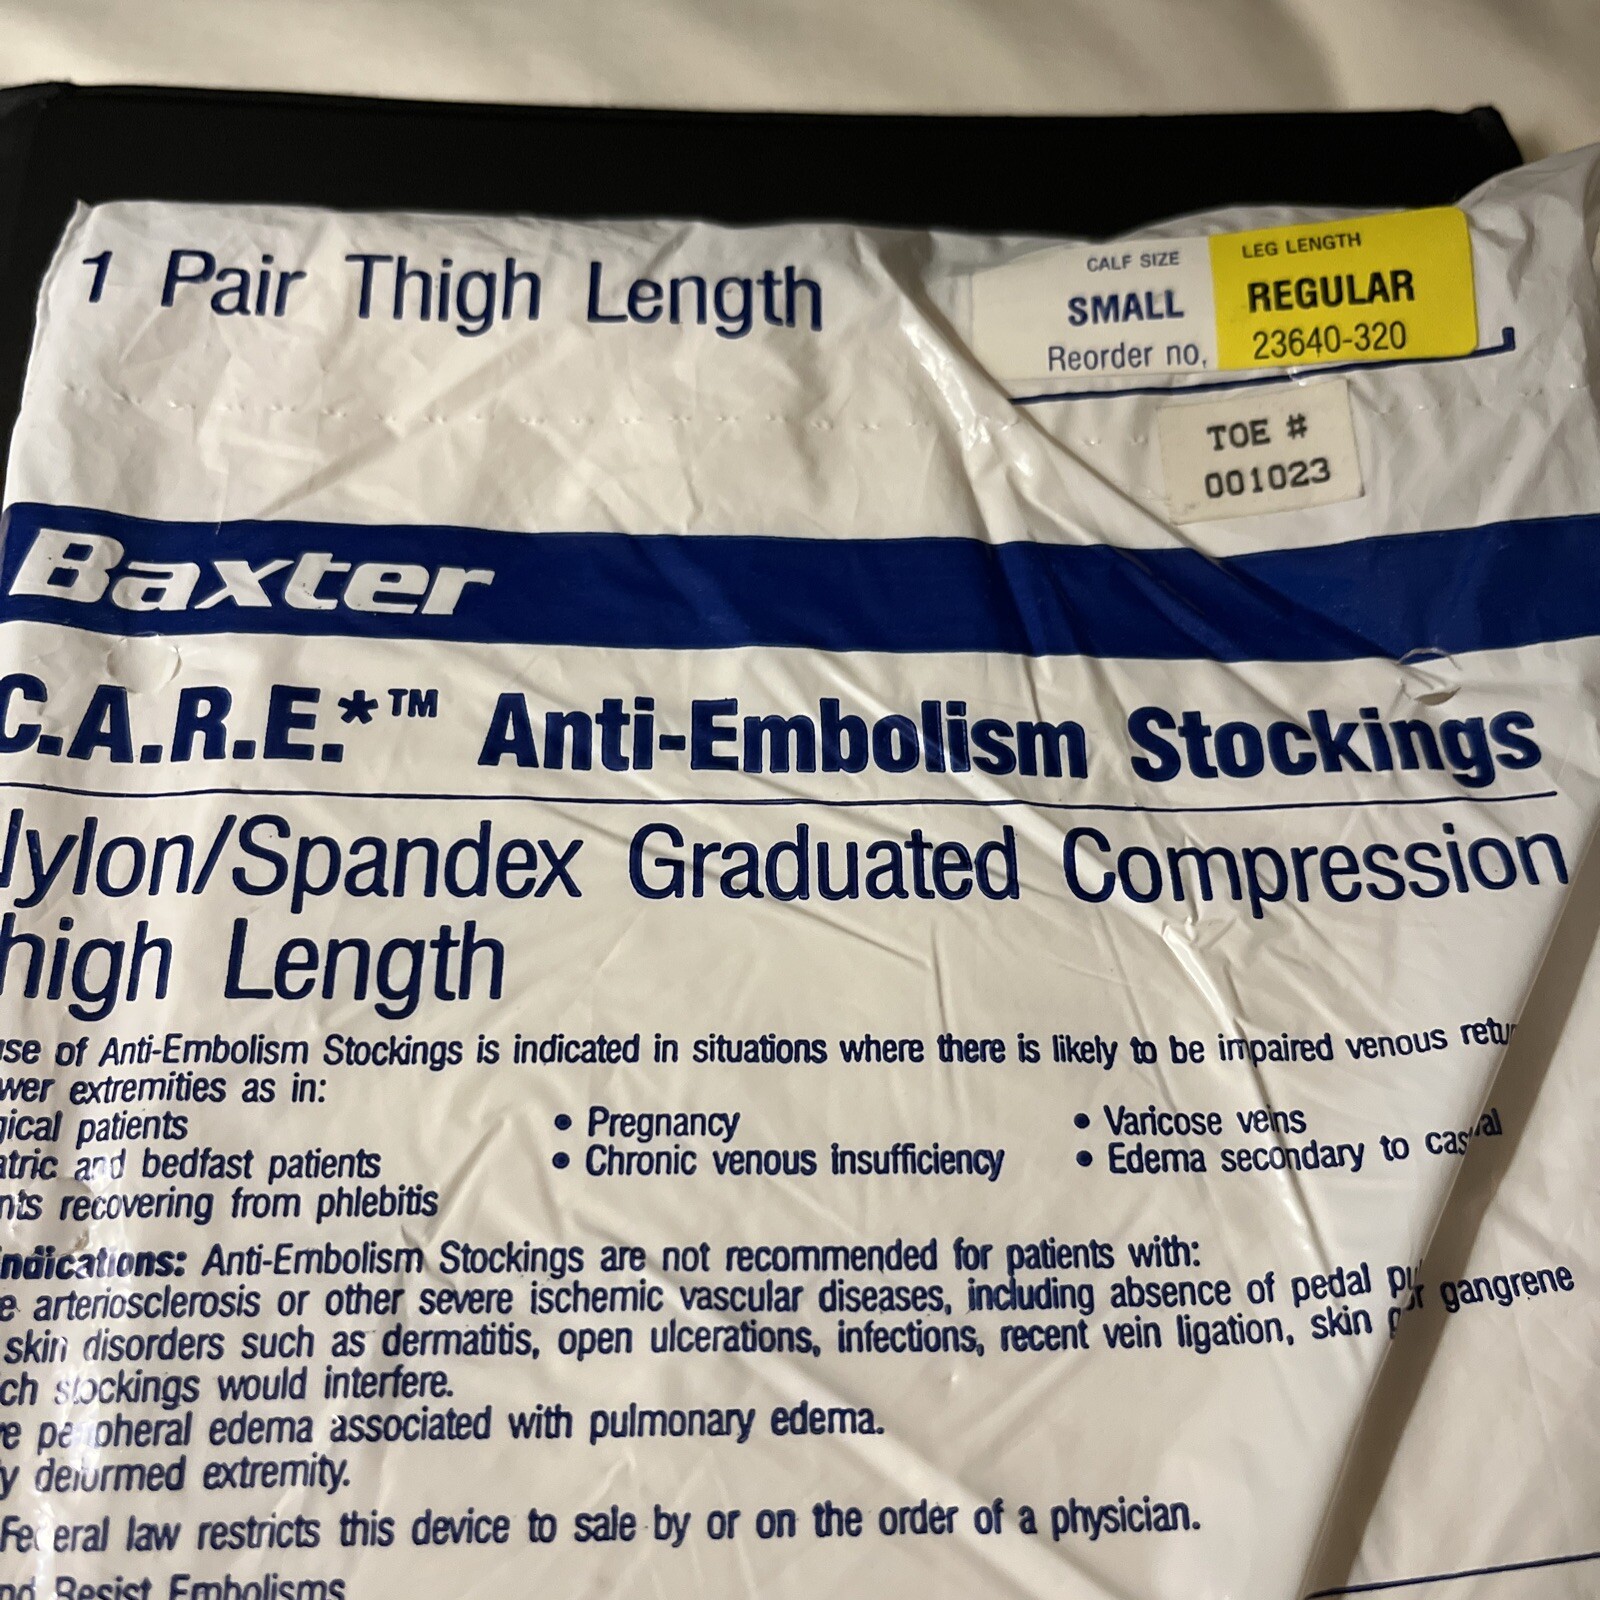 1 Pair Thigh Length
CALF SIZE
SMALL
Reorder no.
LEG LENGTH
REGULAR
23640-320
TOE #
001023
Baxter
C.A.R.E.*™ Anti-Embolism Stockings
ylon/Spandex Graduated Compression
high Length
use of Anti-Embolism Stockings is indicated in situations where there is likely to be impaired venous retu
wer extremities as in:
gical patients
• Pregnancy
• Varicose veins
atric and bedfast patients
• Chronic venous insufficiency
• Edema secondary to cas al
nts recovering from phlebitis
indications: Anti-Embolism Stockings are not recommended for patients with:
e arteriosclerosis or other severe ischemic vascular diseases, including absence of pedal pu
skin disorders such as dermatitis, open ulcerations, infections, recent vein ligation, skin g or gangrene
ch stockings would interfere.
e peripheral edema associated with pulmonary edema.
y deformed extremity.
Federal law restricts this device to sale by or on the order of a physician.
nd Resist Embolisms